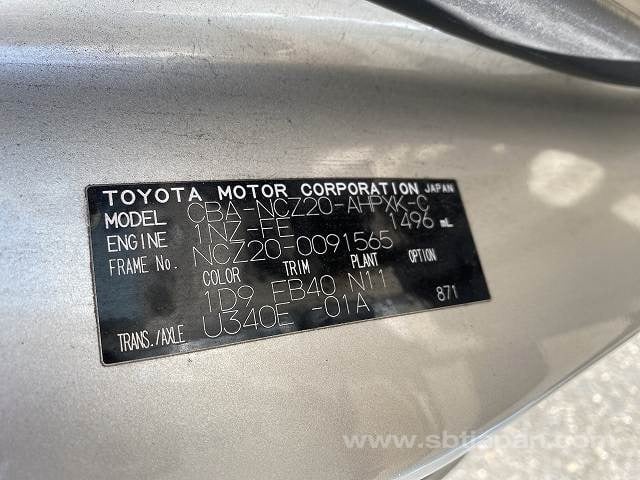 TOYOTA MOTOR CORPORATION JAPAN
MODEL CBA-NCZ20-AHPXK-C
ENGINE 1NZ-FE 1496 mL
FRAME No. NCZ20-0091565
COLOR TRIM PLANT OPTION
1D9 FB40 N11
TRANS./AXLE U340E -01A 871
www.sbtjapan.com